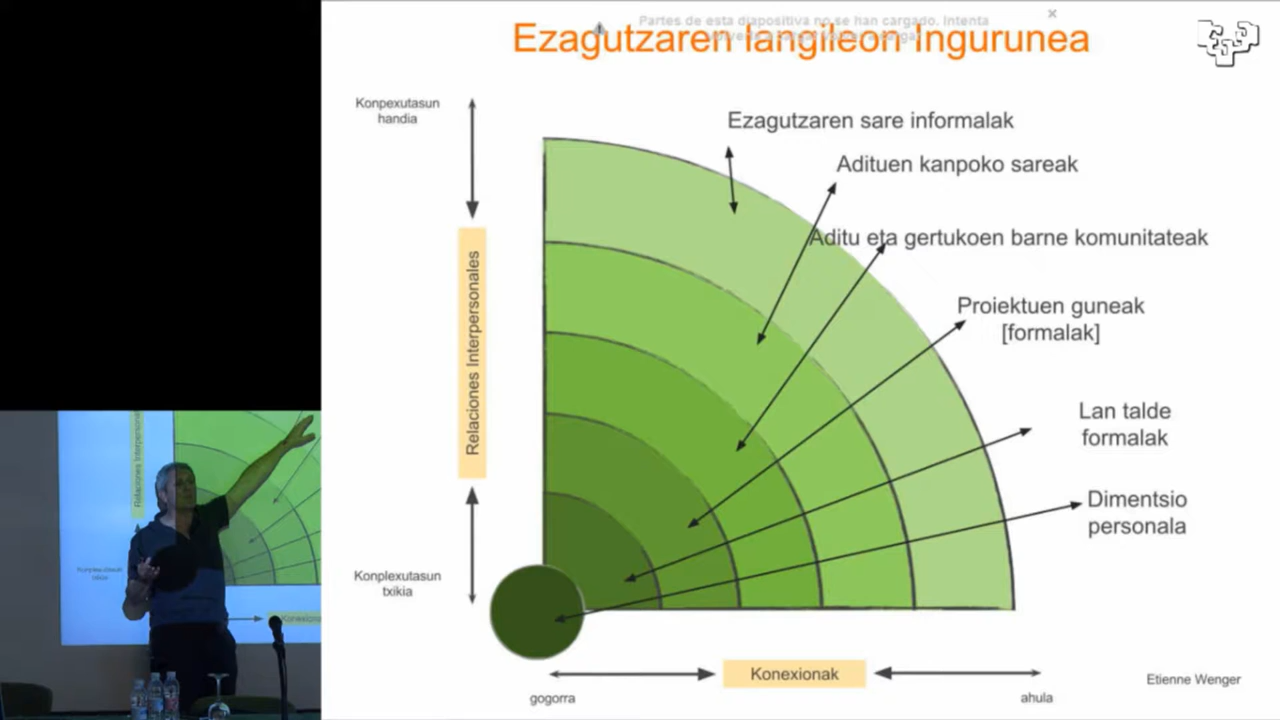 Partes de esta diapositiva no se han cargado. Intenta
Ezagutzaren langileon Ingurunea
Konpexutasun
handia
Ezagutzaren sare informalak
Adituen kanpoko sareak
Aditu eta gertukoen barne komunitateak
Relaciones Interpersonales
Proiektuen guneak
[formalak]
Lan talde
formalak
Dimentsio
personala
Konplexutasun
txikia
Konexionak
gogorra
ahula
Etienne Wenger